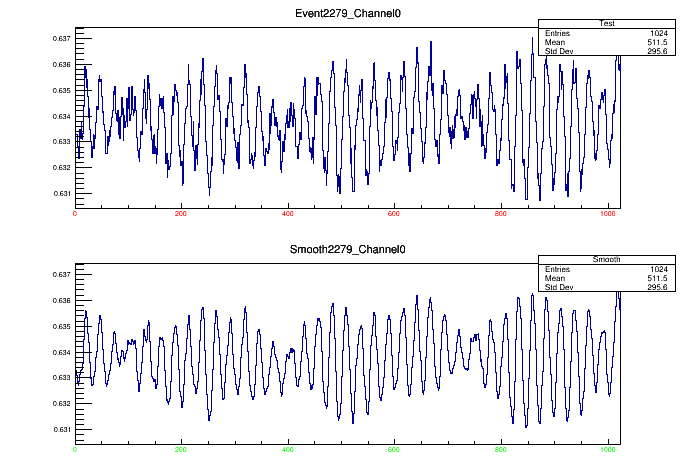 Event2279_Channel0
Test
Entries 1024
Mean 511.5
Std Dev 295.6
0.637
0.636
0.635
0.634
0.633
0.632
0.631
0 200 400 600 800 1000
Smooth2279_Channel0
Smooth
Entries 1024
Mean 511.5
Std Dev 295.6
0.637
0.636
0.635
0.634
0.633
0.632
0.631
0 200 400 600 800 1000